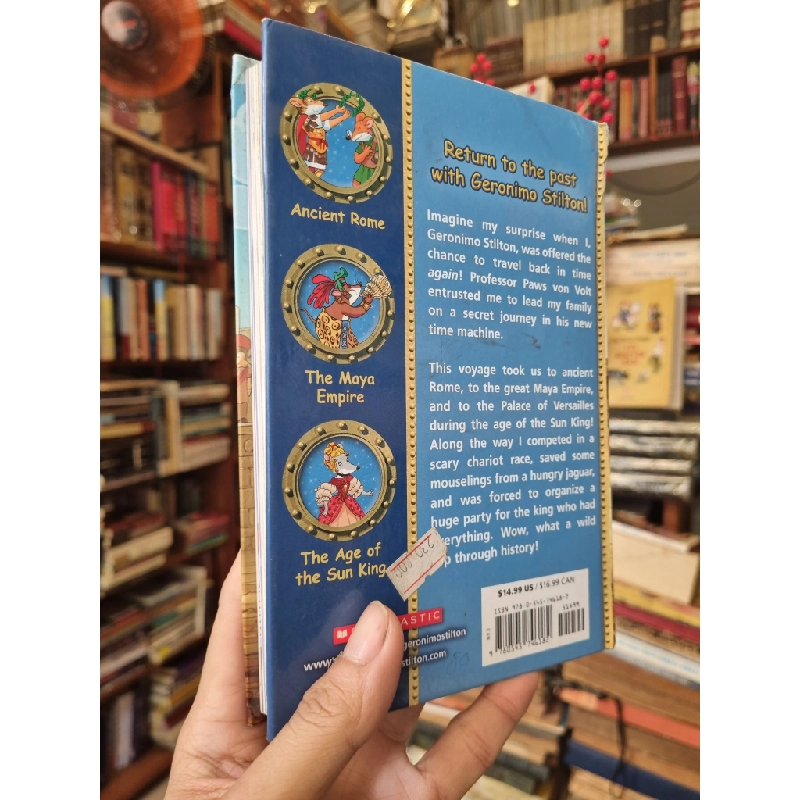 Ancient Rome
The Maya
Empire
The Age of
the Sun King
Return to the past
with Geronimo Stilton!
Imagine my surprise when I,
Geronimo Stilton, was offered the
chance to travel back in time
again! Professor Paws von Volt
entrusted me to lead my family
on a secret journey in his new
time machine.
This voyage took us to ancient
Rome, to the great Maya Empire,
and to the Palace of Versailles
during the age of the Sun King!
Along the way I competed in a
scary chariot race, saved some
mouselings from a hungry jaguar,
and was forced to organize a
huge party for the king who had
everything. Wow, what a wild
p through history!
$14.99 US / $16.99 CAN
51499